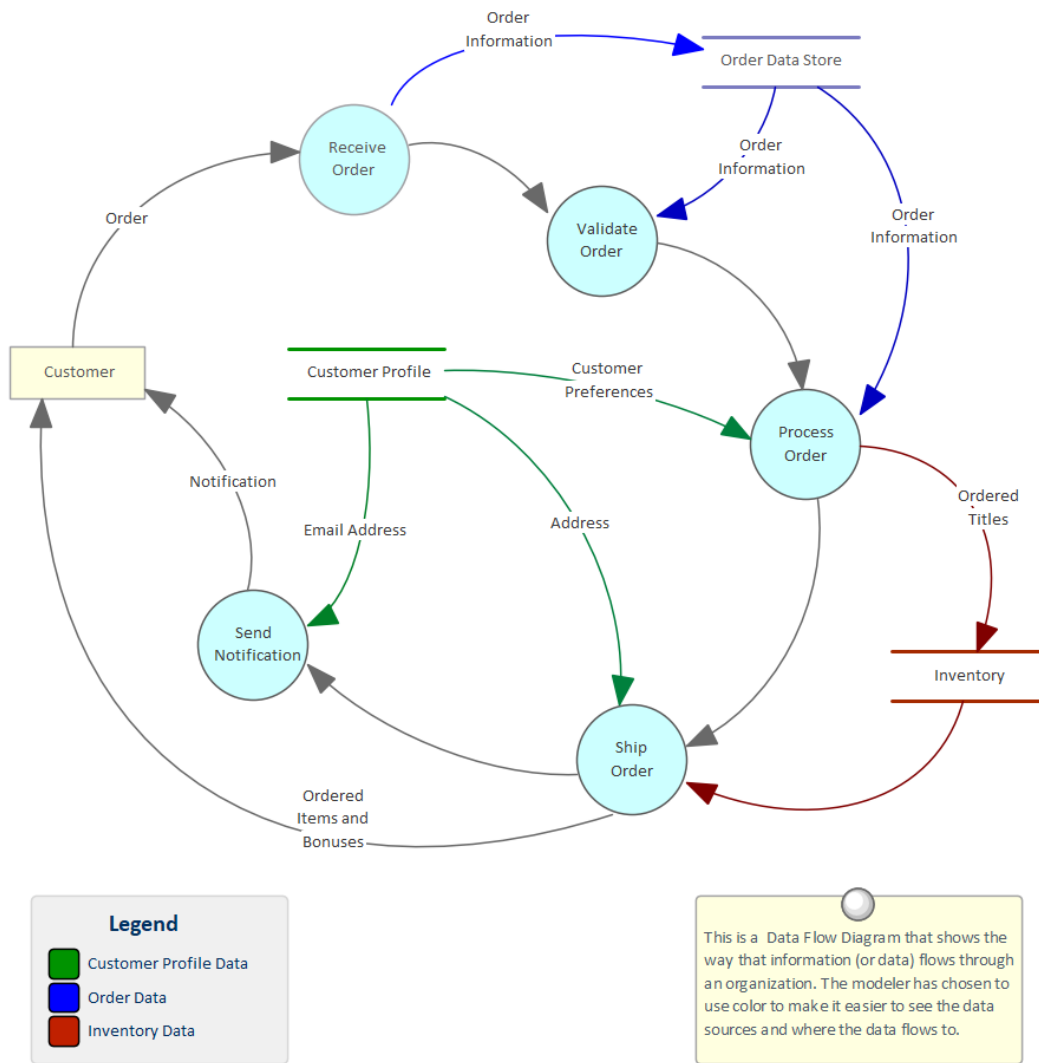 Order
Information
Order Data Store
Receive
Order
Order
Information
Order
Validate
Order
Order
Information
Customer
Customer Profile
Customer
Preferences
Process
Order
Notification
Email Address
Address
Ordered
Titles
Send
Notification
Inventory
Ship
Order
Ordered
Items and
Bonuses
Legend
Customer Profile Data
Order Data
Inventory Data
This is a Data Flow Diagram that shows the
way that information (or data) flows through
an organization. The modeler has chosen to
use color to make it easier to see the data
sources and where the data flows to.